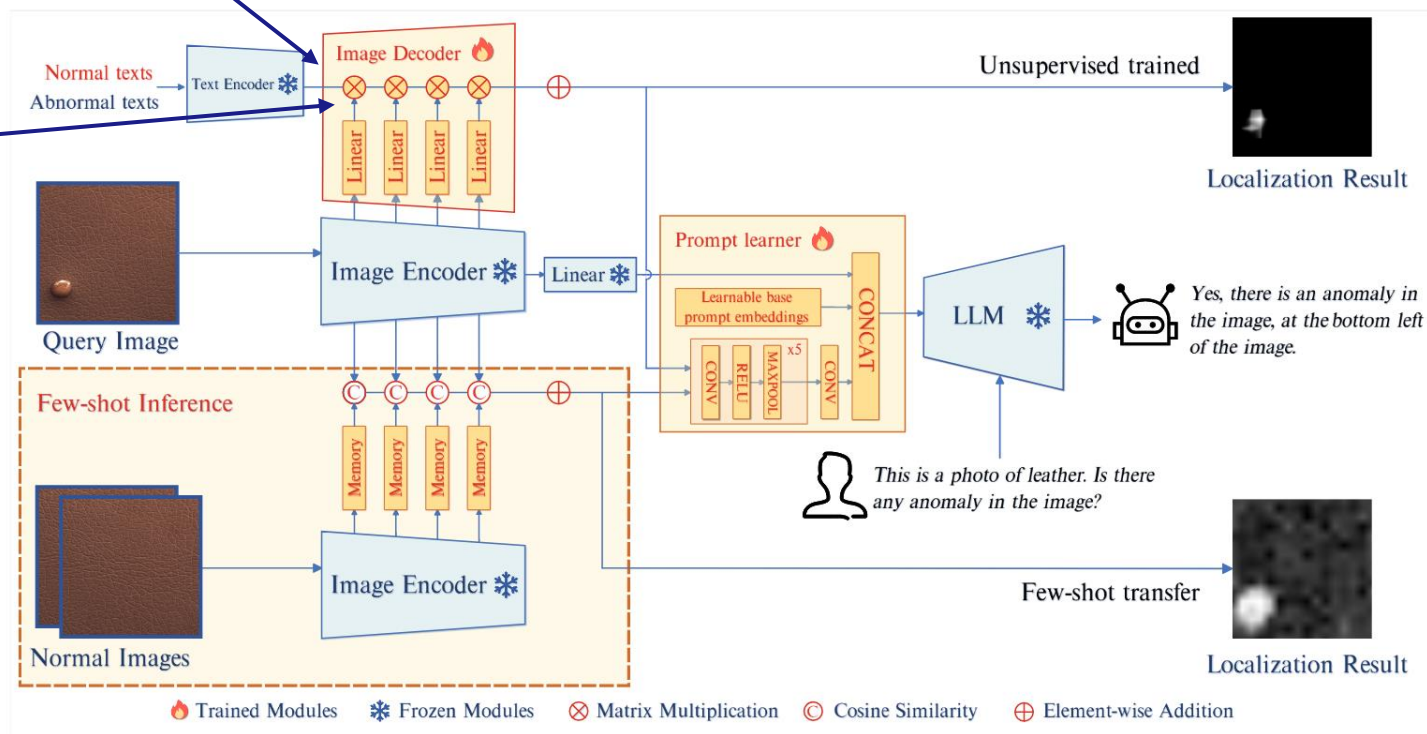 Image Decoder
Normal texts
Abnormal texts
Text Encoder
Unsupervised trained
Linear
Linear
Linear
Linear
Localization Result
Query Image
Image Encoder
Linear
Prompt learner
Learnable base
prompt embeddings
CONCAT
x5
CONV
RELU
MAXPOOL
CONV
LLM
Yes, there is an anomaly in
the image, at the bottom left
of the image.
Few-shot Inference
C
C
C
C
Memory
Memory
Memory
Memory
This is a photo of leather. Is there
any anomaly in the image?
Image Encoder
Normal Images
Few-shot transfer
Localization Result
Trained Modules
Frozen Modules
Matrix Multiplication
C Cosine Similarity
Element-wise Addition